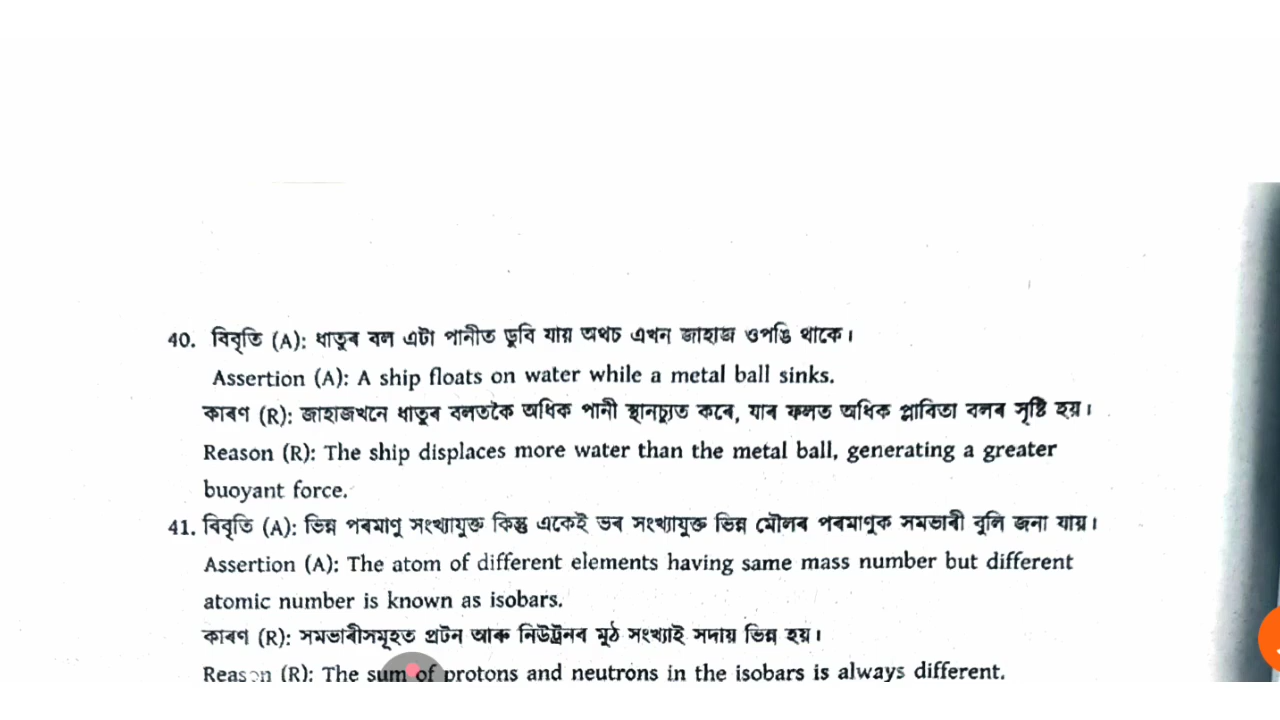 40. বিবৃতি (A): ধাতুৰ বল এটা পানীত ডুবি যায় অথচ এখন জাহাজ ওপঙি থাকে।
Assertion (A): A ship floats on water while a metal ball sinks.
কাৰণ (R): জাহাজখনে ধাতুৰ বলতকৈ অধিক পানী স্থানচ্যুত কৰে, যাৰ ফলত অধিক প্লাবিতা বলৰ সৃষ্টি হয়।
Reason (R): The ship displaces more water than the metal ball, generating a greater
buoyant force.
41. বিবৃতি (A): ভিন্ন পৰমাণু সংখ্যাযুক্ত কিন্তু একেই ভৰ সংখ্যাযুক্ত ভিন্ন মৌলৰ পৰমাণুক সমভাৰী বুলি জনা যায়।
Assertion (A): The atom of different elements having same mass number but different
atomic number is known as isobars.
কাৰণ (R): সমভাৰীসমূহত প্ৰটন আৰু নিউট্ৰনৰ মুঠ সংখ্যাই সদায় ভিন্ন হয়।
Reason (R): The sum of protons and neutrons in the isobars is always different.